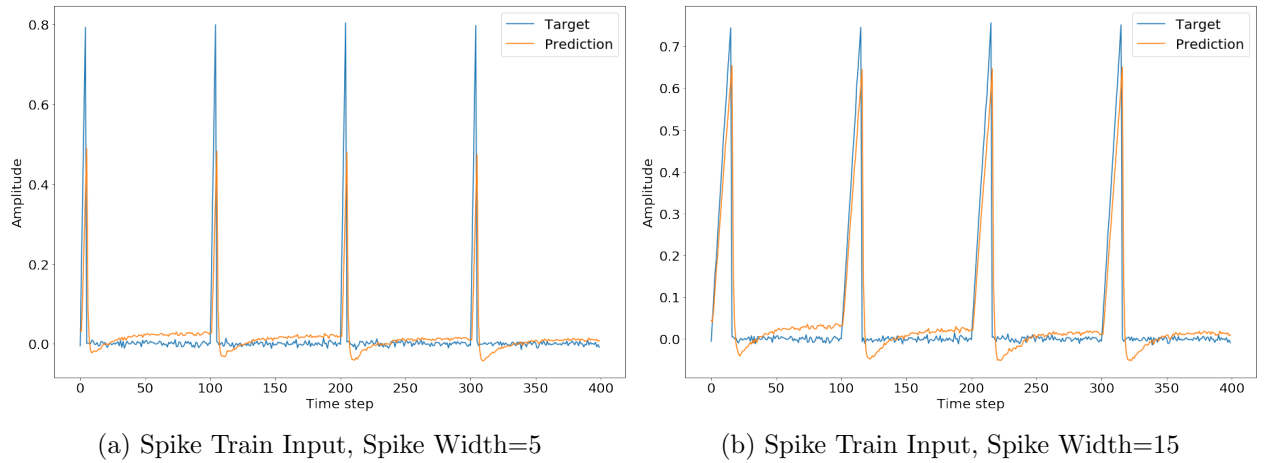 0.8
0.6
0.4
0.2
0.0
Amplitude
0 50 100 150 200 250 300 350 400
Time step
Target
Prediction
(a) Spike Train Input, Spike Width=5
0.7
0.6
0.5
0.4
0.3
0.2
0.1
0.0
Amplitude
0 50 100 150 200 250 300 350 400
Time step
Target
Prediction
(b) Spike Train Input, Spike Width=15